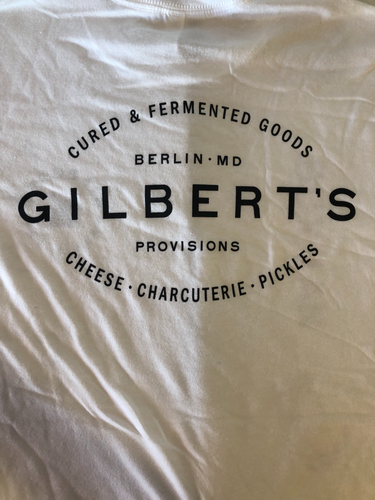 CURED & FERMENTED GOODS
BERLIN · MD
GILBERT'S
PROVISIONS
CHEESE · CHARCUTERIE · PICKLES